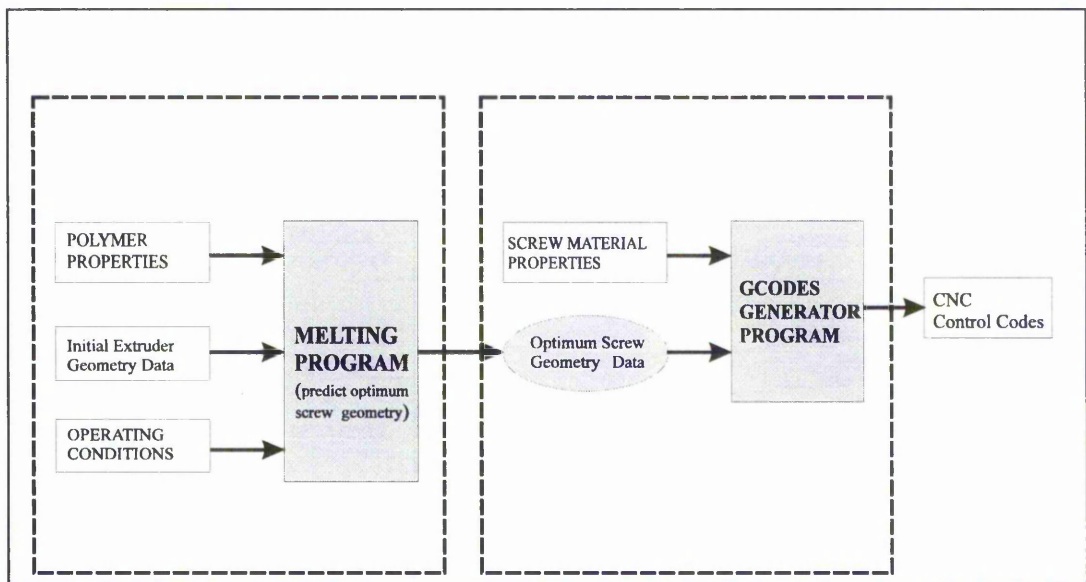 POLYMER
PROPERTIES
Initial Extruder
Geometry Data
OPERATING
CONDITIONS
MELTING
PROGRAM
(predict optimum
screw geometry)
SCREW MATERIAL
PROPERTIES
Optimum Screw
Geometry Data
GCODES
GENERATOR
PROGRAM)
CNC
Control Codes